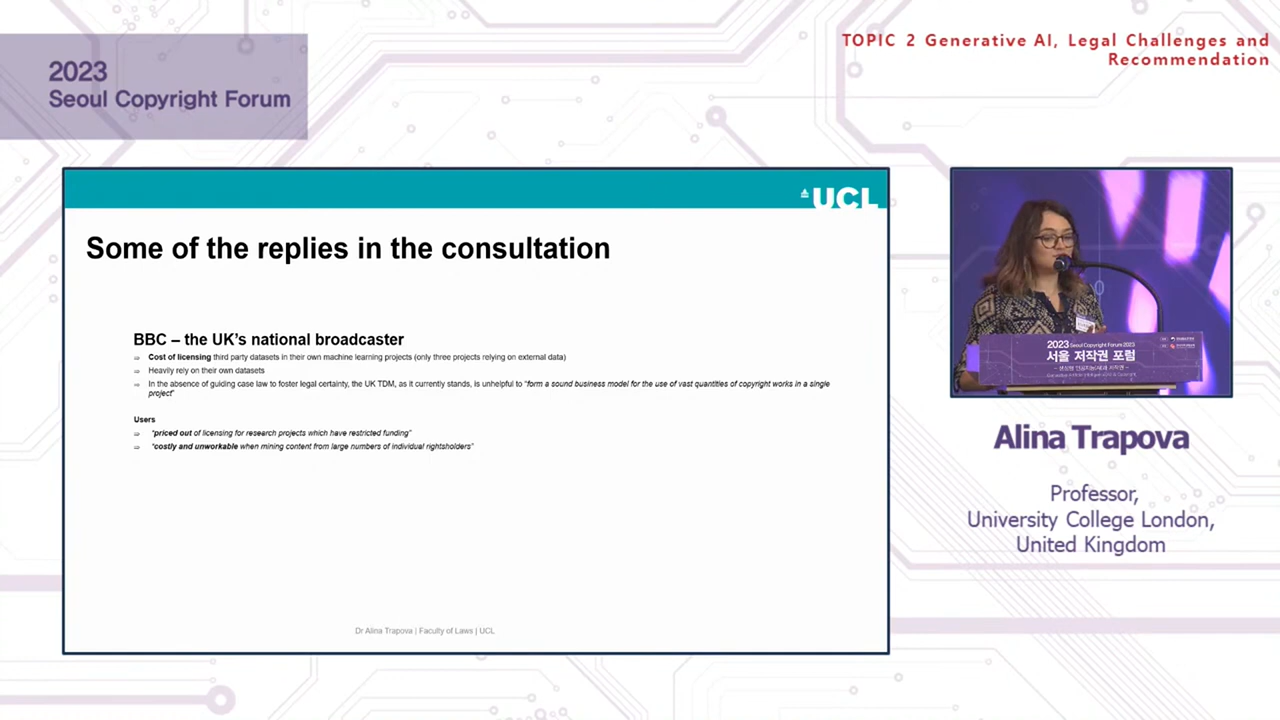 TOPIC 2 Generative AI, Legal Challenges and
Recommendation
2023
Seoul Copyright Forum
UCL
Some of the replies in the consultation
BBC – the UK's national broadcaster
⇨ Cost of licensing third party datasets in their own machine learning projects (only three projects relying on external data)
⇨ Heavily rely on their own datasets
⇨ In the absence of guiding case law to foster legal certainty, the UK TDM, as it currently stands, is unhelpful to "form a sound business model for the use of vast quantities of copyright works in a single
project"
Users
⇨ "priced out of licensing for research projects which have restricted funding"
⇨ "costly and unworkable when mining content from large numbers of individual rightsholders"
Dr Alina Trapova | Faculty of Laws | UCL
2023 Seoul Copyright Forum 2023
서울 저작권 포럼
Alina Trapova
Professor,
University College London,
United Kingdom